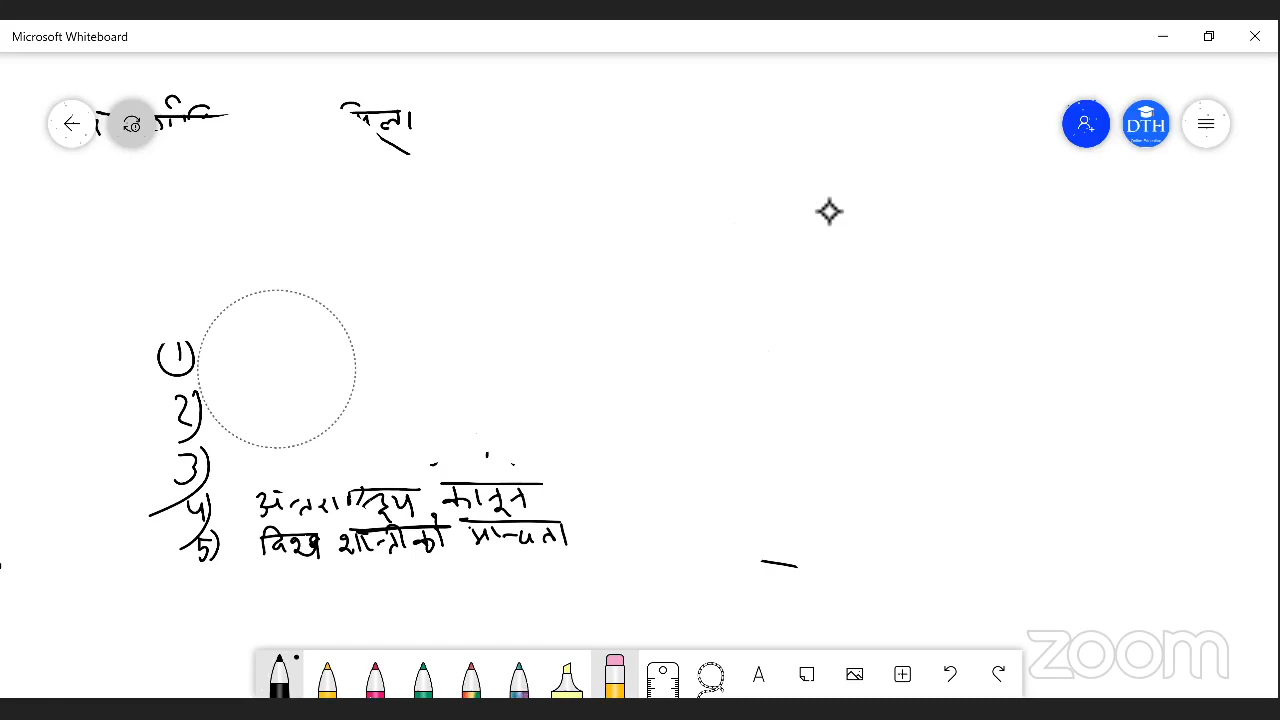 Microsoft Whiteboard
DTH
①
2)
3)
4) अन्तराष्ट्रिय कानून
5) विश्व शान्तीको मान्यता
A
zoom